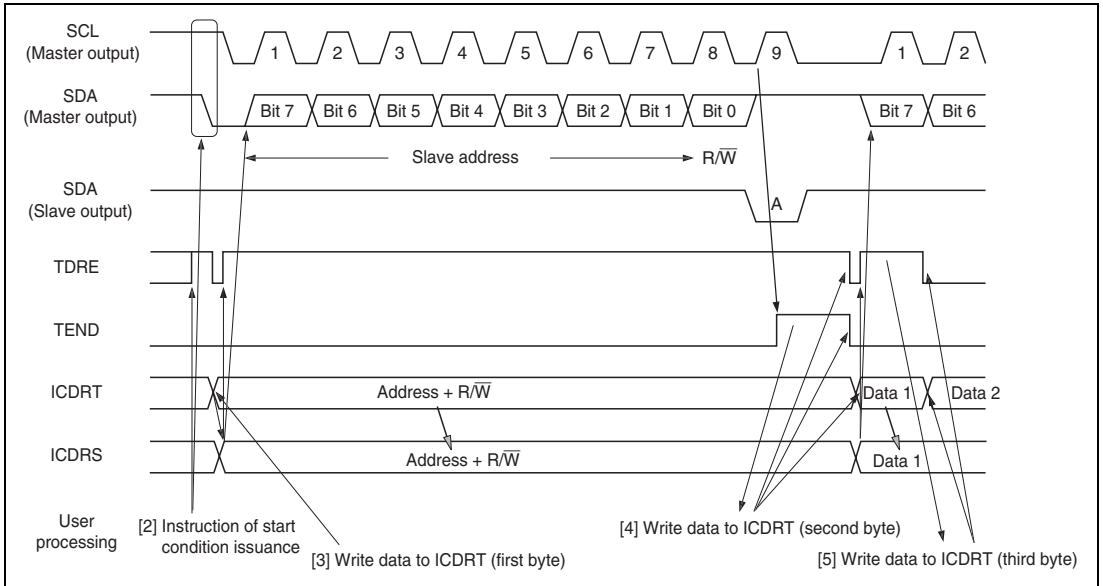 SCL
(Master output)
1 2 3 4 5 6 7 8 9 1 2
SDA
(Master output)
Bit 7 Bit 6 Bit 5 Bit 4 Bit 3 Bit 2 Bit 1 Bit 0 Bit 7 Bit 6
Slave address R/W̅
SDA
(Slave output)
A
TDRE
TEND
ICDRT
Address + R/W̅ Data 1 Data 2
ICDRS
Address + R/W̅ Data 1
User
processing
[2] Instruction of start
condition issuance
[3] Write data to ICDRT (first byte)
[4] Write data to ICDRT (second byte)
[5] Write data to ICDRT (third byte)